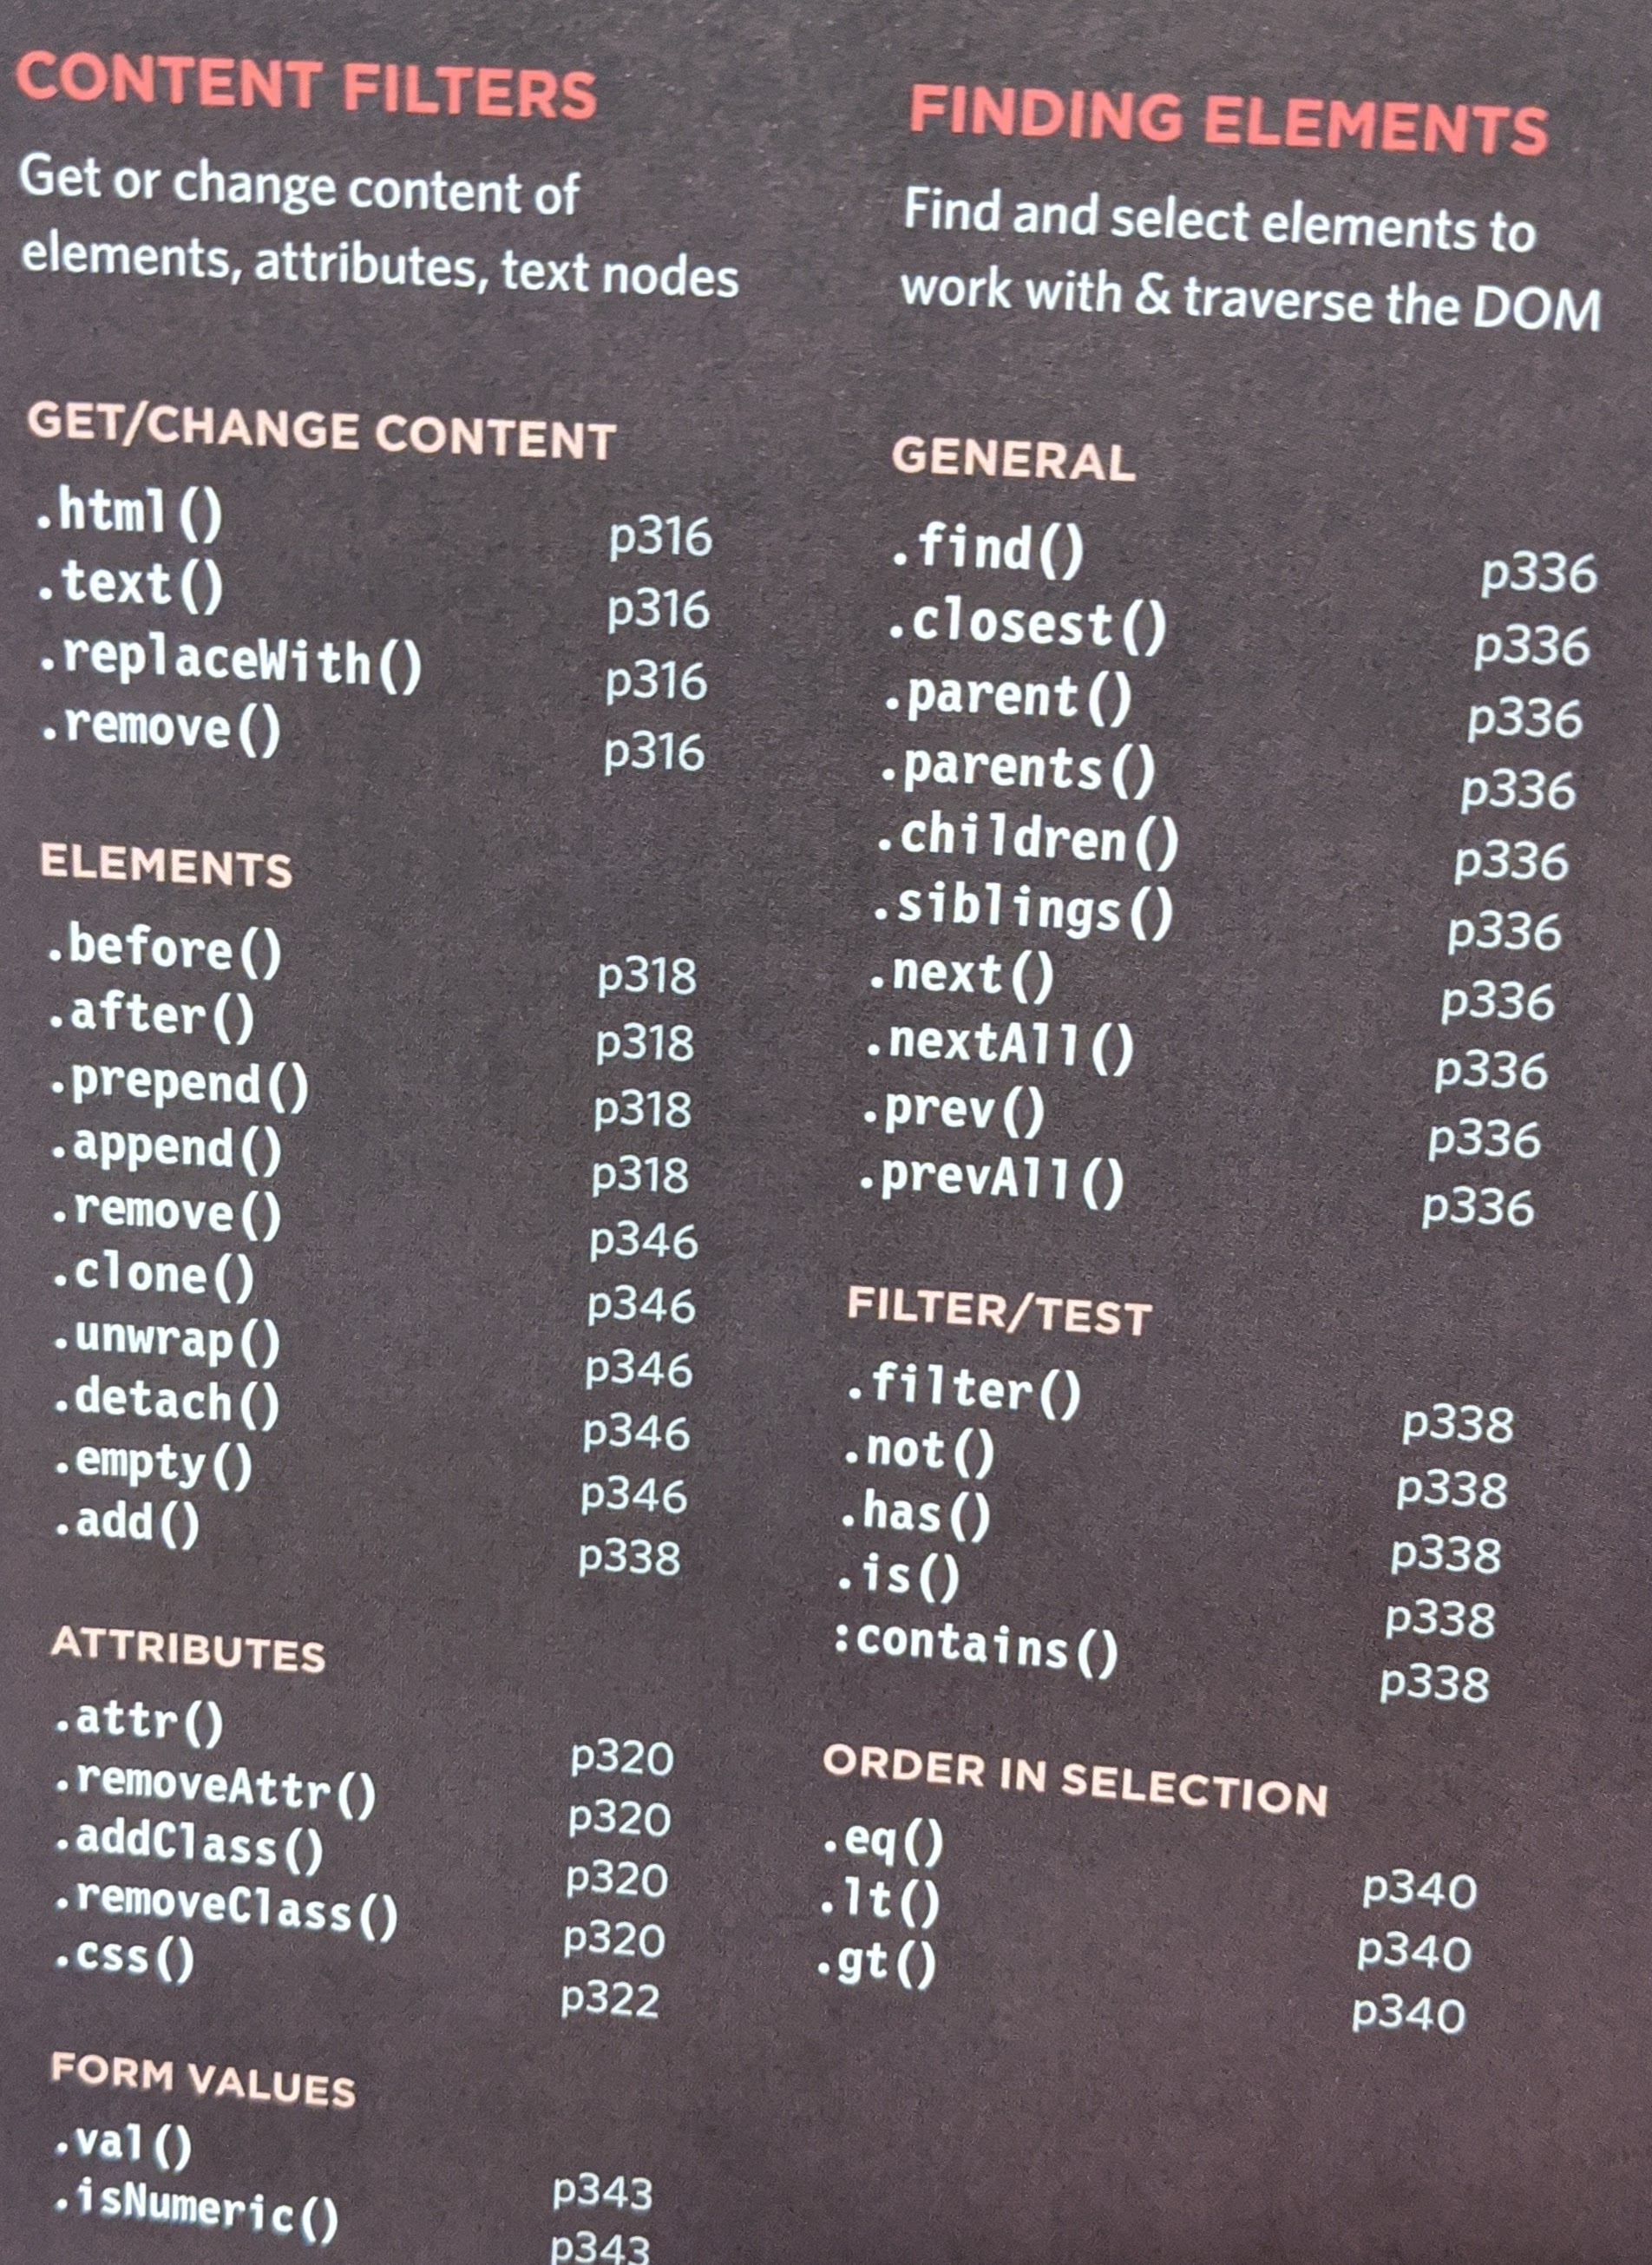 CONTENT FILTERS
Get or change content of
elements, attributes, text nodes
GET/CHANGE CONTENT
.html() p316
.text() p316
.replaceWith() p316
.remove() p316
ELEMENTS
.before() p318
.after() p318
.prepend() p318
.append() p318
.remove() p346
.clone() p346
.unwrap() p346
.detach() p346
.empty() p346
.add() p338
ATTRIBUTES
.attr() p320
.removeAttr() p320
.addClass() p320
.removeClass() p320
.css() p322
FORM VALUES
.val() p343
.isNumeric() p343
FINDING ELEMENTS
Find and select elements to
work with & traverse the DOM
GENERAL
.find() p336
.closest() p336
.parent() p336
.parents() p336
.children() p336
.siblings() p336
.next() p336
.nextAll() p336
.prev() p336
.prevAll() p336
FILTER/TEST
.filter() p338
.not() p338
.has() p338
.is() p338
:contains() p338
ORDER IN SELECTION
.eq() p340
.lt() p340
.gt() p340